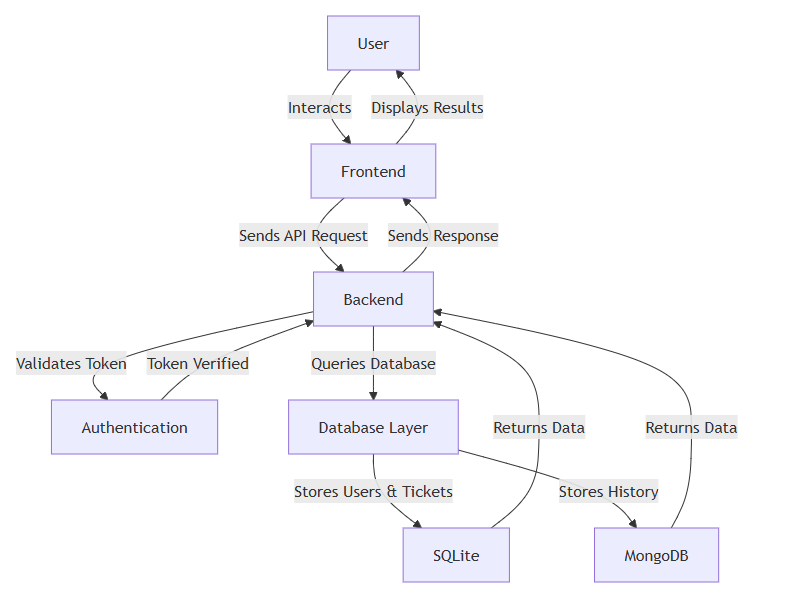 User
Interacts
Displays Results
Frontend
Sends API Request
Sends Response
Backend
Validates Token
Token Verified
Queries Database
Authentication
Database Layer
Returns Data
Returns Data
Stores Users & Tickets
Stores History
SQLite
MongoDB